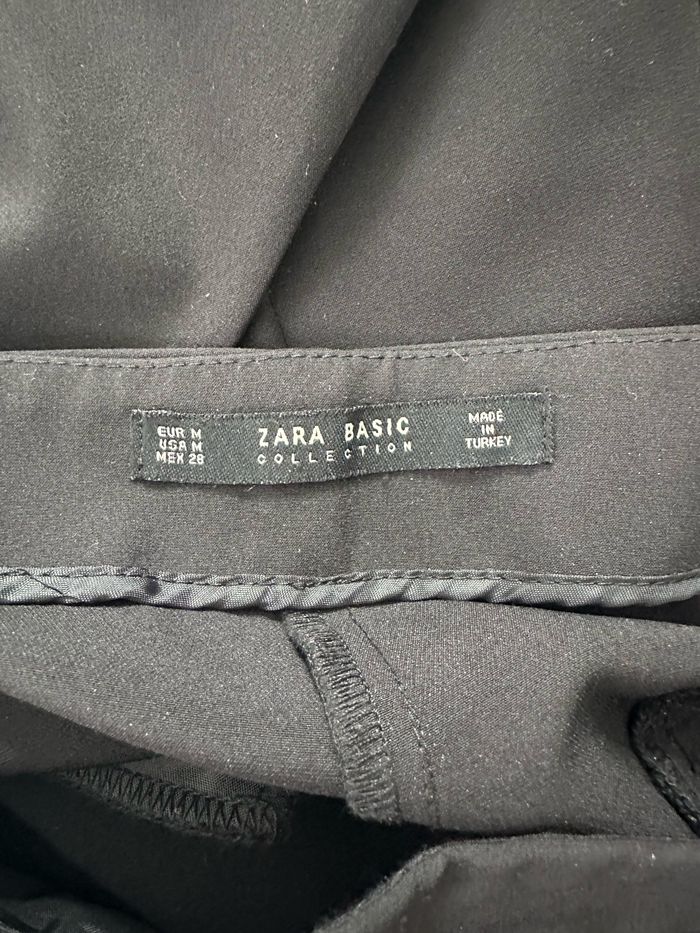 EUR M
USA M
MEX 28
ZARA BASIC
COLLECTION
MADE
IN
TURKEY